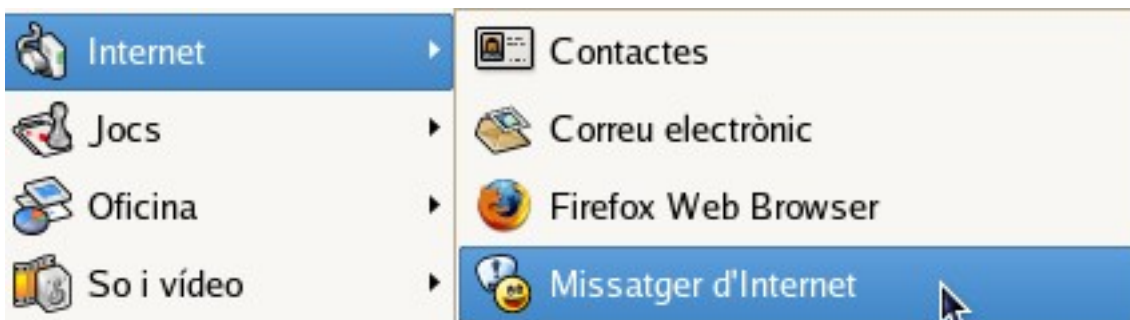 Internet
Jocs
Oficina
So i vídeo
Contactes
Correu electrònic
Firefox Web Browser
Missatger d'Internet